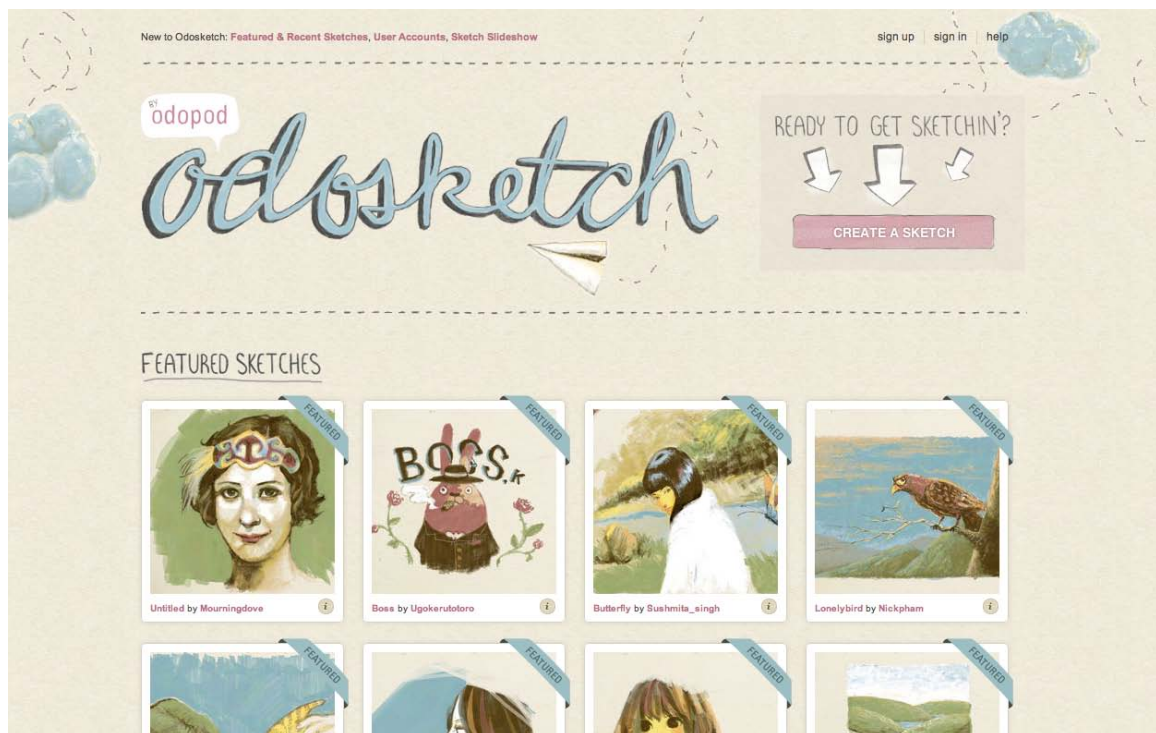 New to Odosketch: Featured & Recent Sketches, User Accounts, Sketch Slideshow
sign up
sign in
help
BY
odopod
odosketch
READY TO GET SKETCHIN'?
CREATE A SKETCH
FEATURED SKETCHES
FEATURED
FEATURED
FEATURED
FEATURED
BOSS.K
Untitled by Mourningdove
i
Boss by Ugokerutotoro
i
Butterfly by Sushmita_singh
i
Lonelybird by Nickpham
i
FEATURED
FEATURED
FEATURED
FEATURED